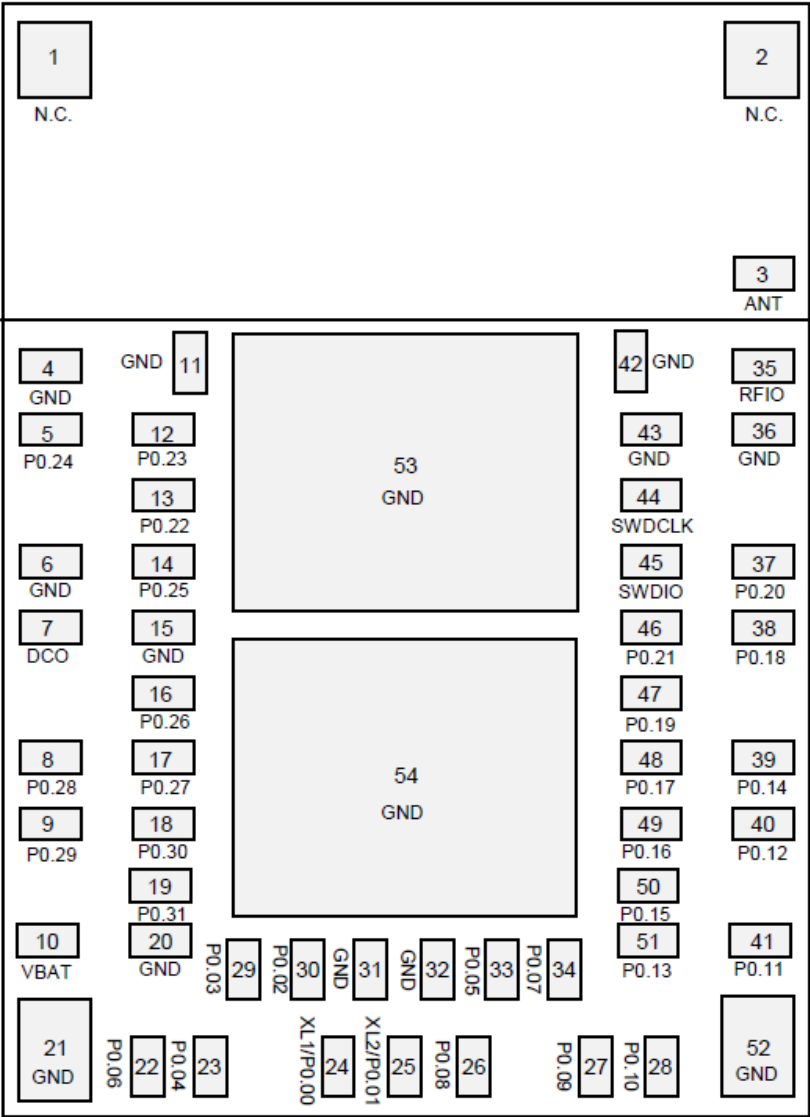 1
N.C.
2
N.C.
3
ANT
GND 11
42 GND
4
GND
35
RFIO
5
P0.24
12
P0.23
43
GND
36
GND
53
GND
13
P0.22
44
SWDCLK
6
GND
14
P0.25
45
SWDIO
37
P0.20
7
DCO
15
GND
46
P0.21
38
P0.18
16
P0.26
47
P0.19
8
P0.28
17
P0.27
54
GND
48
P0.17
39
P0.14
9
P0.29
18
P0.30
49
P0.16
40
P0.12
19
P0.31
50
P0.15
10
VBAT
20
GND
51
P0.13
41
P0.11
P0.03
29
P0.02
30
GND
31
GND
32
P0.05
33
P0.07
34
21
GND
P0.06
22
P0.04
23
XL1/P0.00
24
XL2/P0.01
25
P0.08
26
P0.09
27
P0.10
28
52
GND